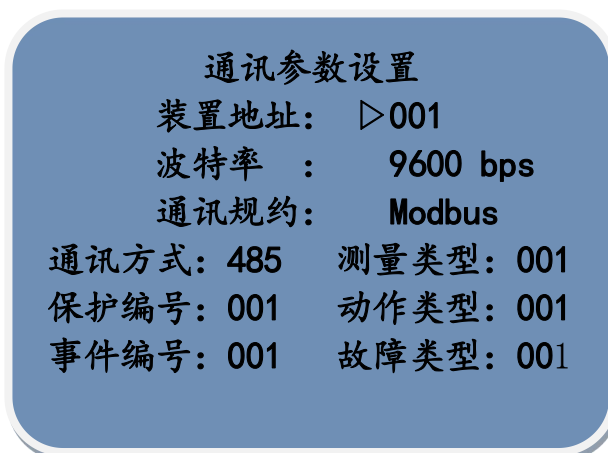 通讯参数设置
装置地址： ▷001
波特率 ： 9600 bps
通讯规约： Modbus
通讯方式：485 测量类型：001
保护编号：001 动作类型：001
事件编号：001 故障类型：001